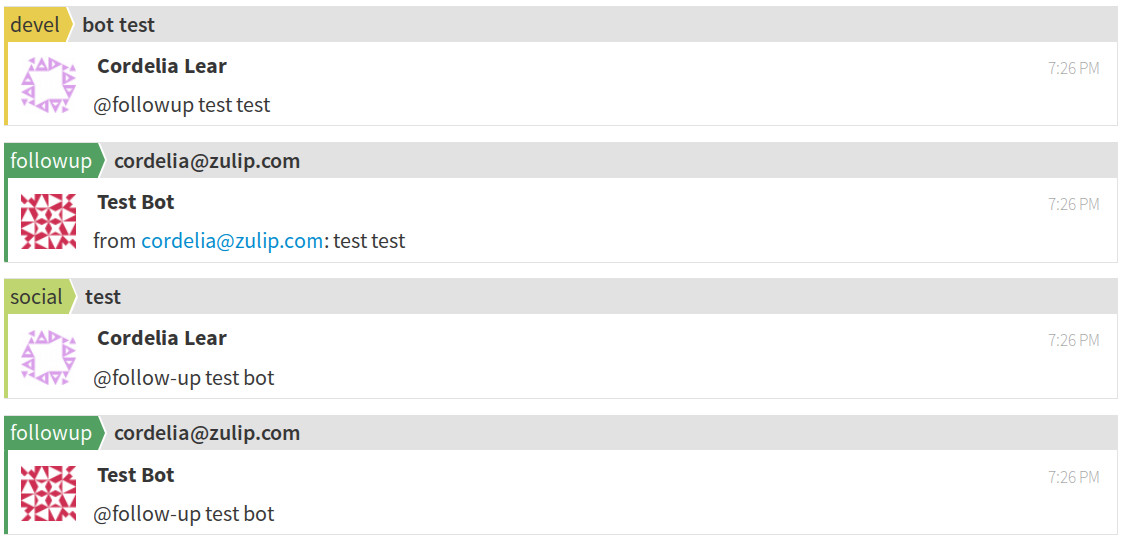 devel bot test
Cordelia Lear 7:26 PM
@followup test test
followup cordelia@zulip.com
Test Bot 7:26 PM
from cordelia@zulip.com: test test
social test
Cordelia Lear 7:26 PM
@follow-up test bot
followup cordelia@zulip.com
Test Bot 7:26 PM
@follow-up test bot